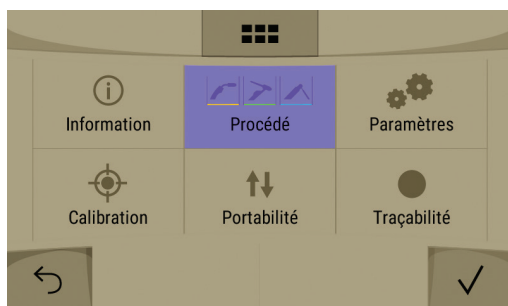 Information
Procédé
Paramètres
Calibration
Portabilité
Traçabilité